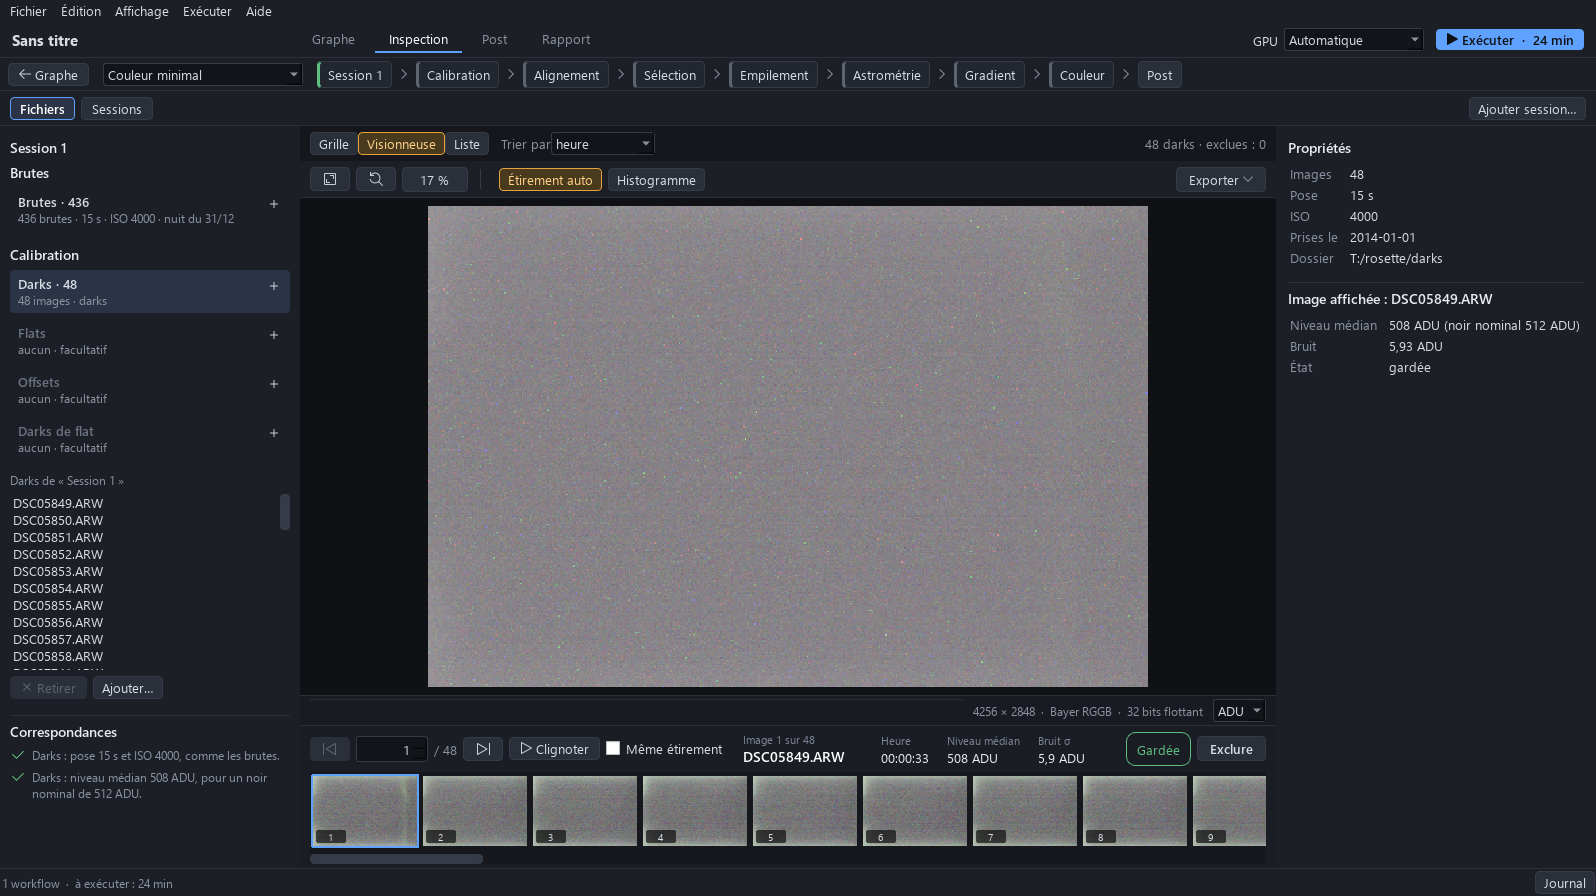 Fichier Édition Affichage Exécuter Aide
Sans titre
Graphe Inspection Post Rapport
GPU Automatique
Exécuter · 24 min
Graphe
Couleur minimal
Session 1 Calibration Alignement Sélection Empilement Astrométrie Gradient Couleur Post
Fichiers Sessions
Ajouter session...
Session 1
Brutes
Brutes · 436
436 brutes · 15 s · ISO 4000 · nuit du 31/12
Calibration
Darks · 48
48 images · darks
Flats
aucun · facultatif
Offsets
aucun · facultatif
Darks de flat
aucun · facultatif
Darks de « Session 1 »
DSC05849.ARW
DSC05850.ARW
DSC05851.ARW
DSC05852.ARW
DSC05853.ARW
DSC05854.ARW
DSC05855.ARW
DSC05856.ARW
DSC05857.ARW
DSC05858.ARW
Retirer Ajouter...
Correspondances
Darks : pose 15 s et ISO 4000, comme les brutes.
Darks : niveau médian 508 ADU, pour un noir
nominal de 512 ADU.
Grille Visionneuse Liste Trier par heure
48 darks · exclues : 0
17 %
Étirement auto Histogramme
Exporter
4256 × 2848 · Bayer RGGB · 32 bits flottant
ADU
1 / 48
Clignoter
Même étirement
Image 1 sur 48
DSC05849.ARW
Heure
00:00:33
Niveau médian
508 ADU
Bruit σ
5,9 ADU
Gardée Exclure
1 2 3 4 5 6 7 8 9
Propriétés
Images 48
Pose 15 s
ISO 4000
Prises le 2014-01-01
Dossier T:/rosette/darks
Image affichée : DSC05849.ARW
Niveau médian 508 ADU (noir nominal 512 ADU)
Bruit 5,93 ADU
État gardée
1 workflow · à exécuter : 24 min
Journal